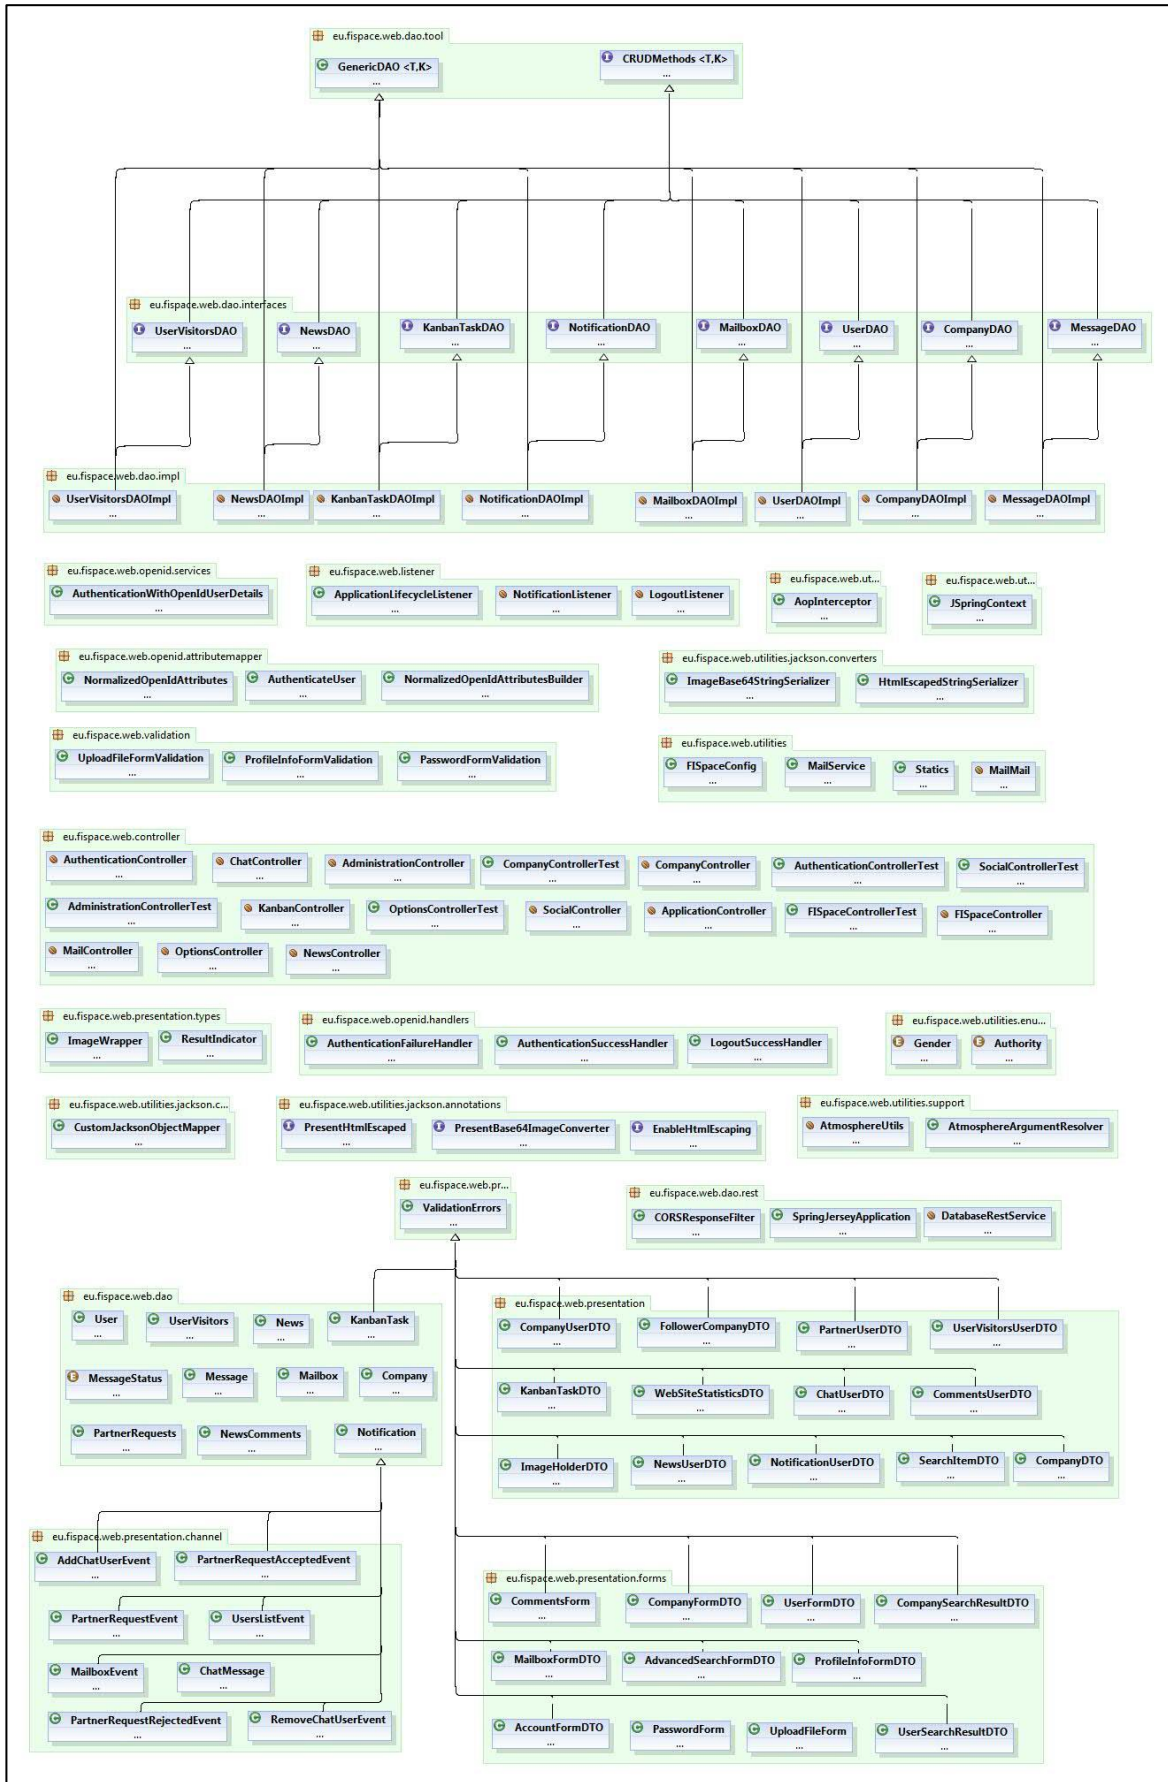 eu.fispace.web.dao.tool
GenericDAO <T,K>
...
CRUDMethods <T,K>
...
eu.fispace.web.dao.interfaces
UserVisitorsDAO
...
NewsDAO
...
KanbanTaskDAO
...
NotificationDAO
...
MailboxDAO
...
UserDAO
...
CompanyDAO
...
MessageDAO
...
eu.fispace.web.dao.impl
UserVisitorsDAOImpl
...
NewsDAOImpl
...
KanbanTaskDAOImpl
...
NotificationDAOImpl
...
MailboxDAOImpl
...
UserDAOImpl
...
CompanyDAOImpl
...
MessageDAOImpl
...
eu.fispace.web.openid.services
AuthenticationWithOpenIdUserDetails
...
eu.fispace.web.listener
ApplicationLifecycleListener
...
NotificationListener
...
LogoutListener
...
eu.fispace.web.ut...
AopInterceptor
...
eu.fispace.web.ut...
JSpringContext
...
eu.fispace.web.openid.attributemapper
NormalizedOpenIdAttributes
...
AuthenticateUser
...
NormalizedOpenIdAttributesBuilder
...
eu.fispace.web.utilities.jackson.converters
ImageBase64StringSerializer
...
HtmlEscapedStringSerializer
...
eu.fispace.web.validation
UploadFileFormValidation
...
ProfileInfoFormValidation
...
PasswordFormValidation
...
eu.fispace.web.utilities
FISpaceConfig
...
MailService
...
Statics
...
MailMail
...
eu.fispace.web.controller
AuthenticationController
...
ChatController
...
AdministrationController
...
CompanyControllerTest
...
CompanyController
...
AuthenticationControllerTest
...
SocialControllerTest
...
AdministrationControllerTest
...
KanbanController
...
OptionsControllerTest
...
SocialController
...
ApplicationController
...
FISpaceControllerTest
...
FISpaceController
...
MailController
...
OptionsController
...
NewsController
...
eu.fispace.web.presentation.types
ImageWrapper
...
ResultIndicator
...
eu.fispace.web.openid.handlers
AuthenticationFailureHandler
...
AuthenticationSuccessHandler
...
LogoutSuccessHandler
...
eu.fispace.web.utilities.enu...
Gender
...
Authority
...
eu.fispace.web.utilities.jackson.c...
CustomJacksonObjectMapper
...
eu.fispace.web.utilities.jackson.annotations
PresentHtmlEscaped
...
PresentBase64ImageConverter
...
EnableHtmlEscaping
...
eu.fispace.web.utilities.support
AtmosphereUtils
...
AtmosphereArgumentResolver
...
eu.fispace.web.pr...
ValidationErrors
...
eu.fispace.web.dao.rest
CORSResponseFilter
...
SpringJerseyApplication
...
DatabaseRestService
...
eu.fispace.web.dao
User
...
UserVisitors
...
News
...
KanbanTask
...
MessageStatus
...
Message
...
Mailbox
...
Company
...
PartnerRequests
...
NewsComments
...
Notification
...
eu.fispace.web.presentation
CompanyUserDTO
...
FollowerCompanyDTO
...
PartnerUserDTO
...
UserVisitorsUserDTO
...
KanbanTaskDTO
...
WebSiteStatisticsDTO
...
ChatUserDTO
...
CommentsUserDTO
...
ImageHolderDTO
...
NewsUserDTO
...
NotificationUserDTO
...
SearchItemDTO
...
CompanyDTO
...
eu.fispace.web.presentation.channel
AddChatUserEvent
...
PartnerRequestAcceptedEvent
...
PartnerRequestEvent
...
UsersListEvent
...
MailboxEvent
...
ChatMessage
...
PartnerRequestRejectedEvent
...
RemoveChatUserEvent
...
eu.fispace.web.presentation.forms
CommentsForm
...
CompanyFormDTO
...
UserFormDTO
...
CompanySearchResultDTO
...
MailboxFormDTO
...
AdvancedSearchFormDTO
...
ProfileInfoFormDTO
...
AccountFormDTO
...
PasswordForm
...
UploadFileForm
...
UserSearchResultDTO
...